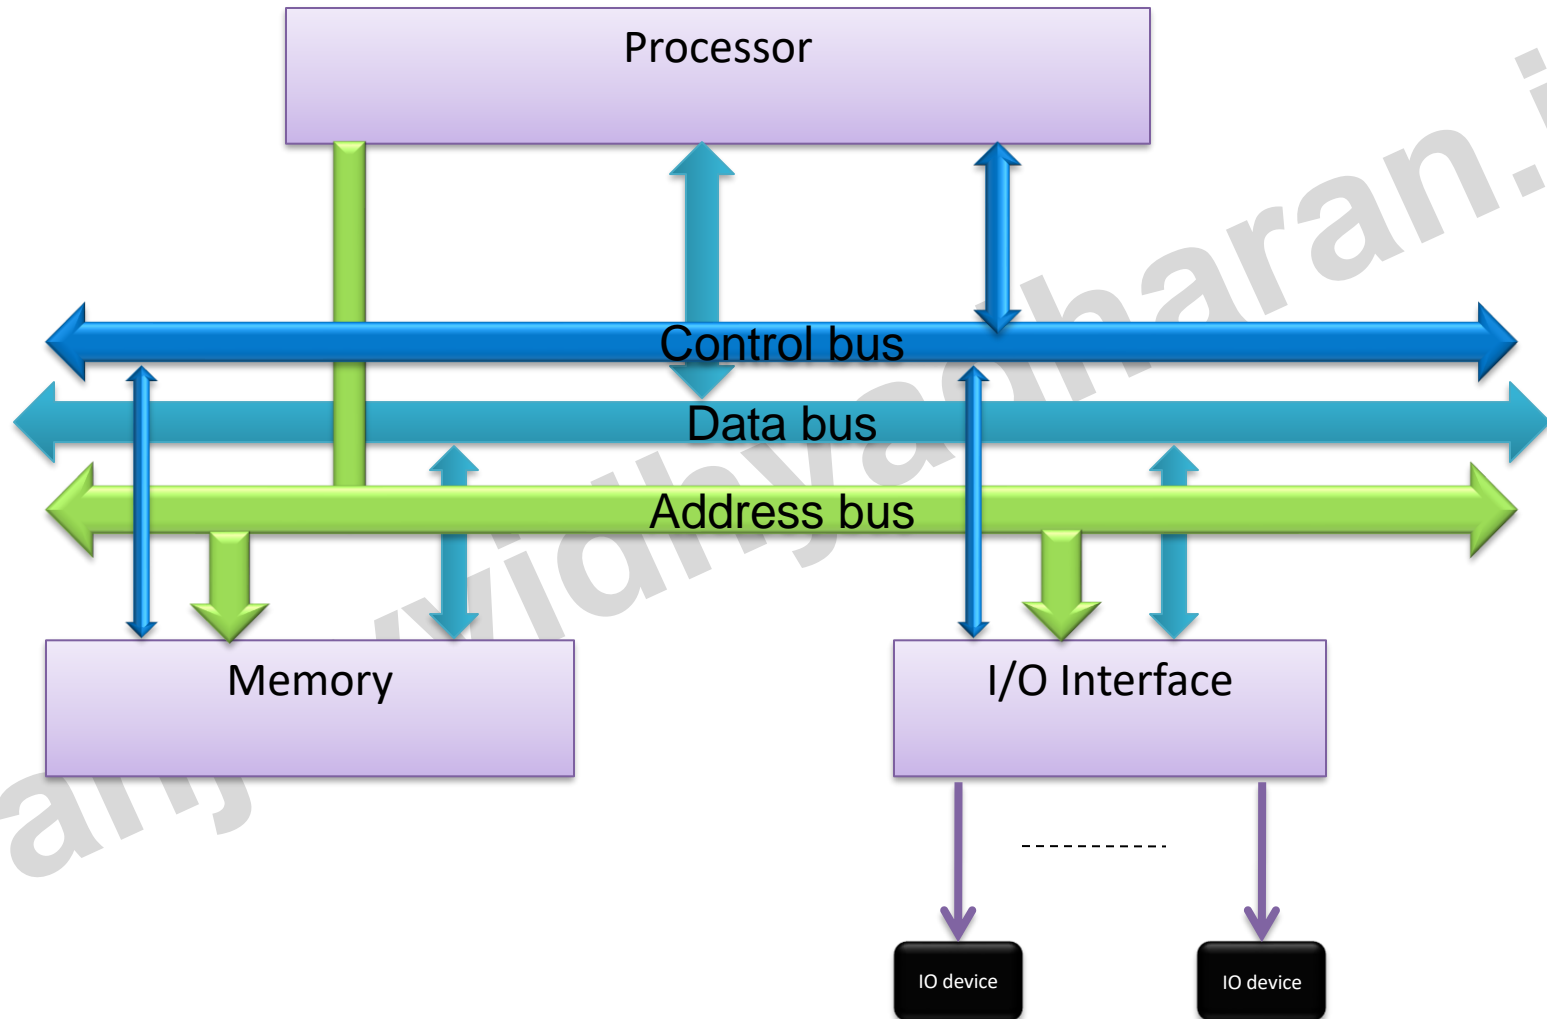 Processor
Control bus
Data bus
Address bus
Memory
I/O Interface
IO device
IO device